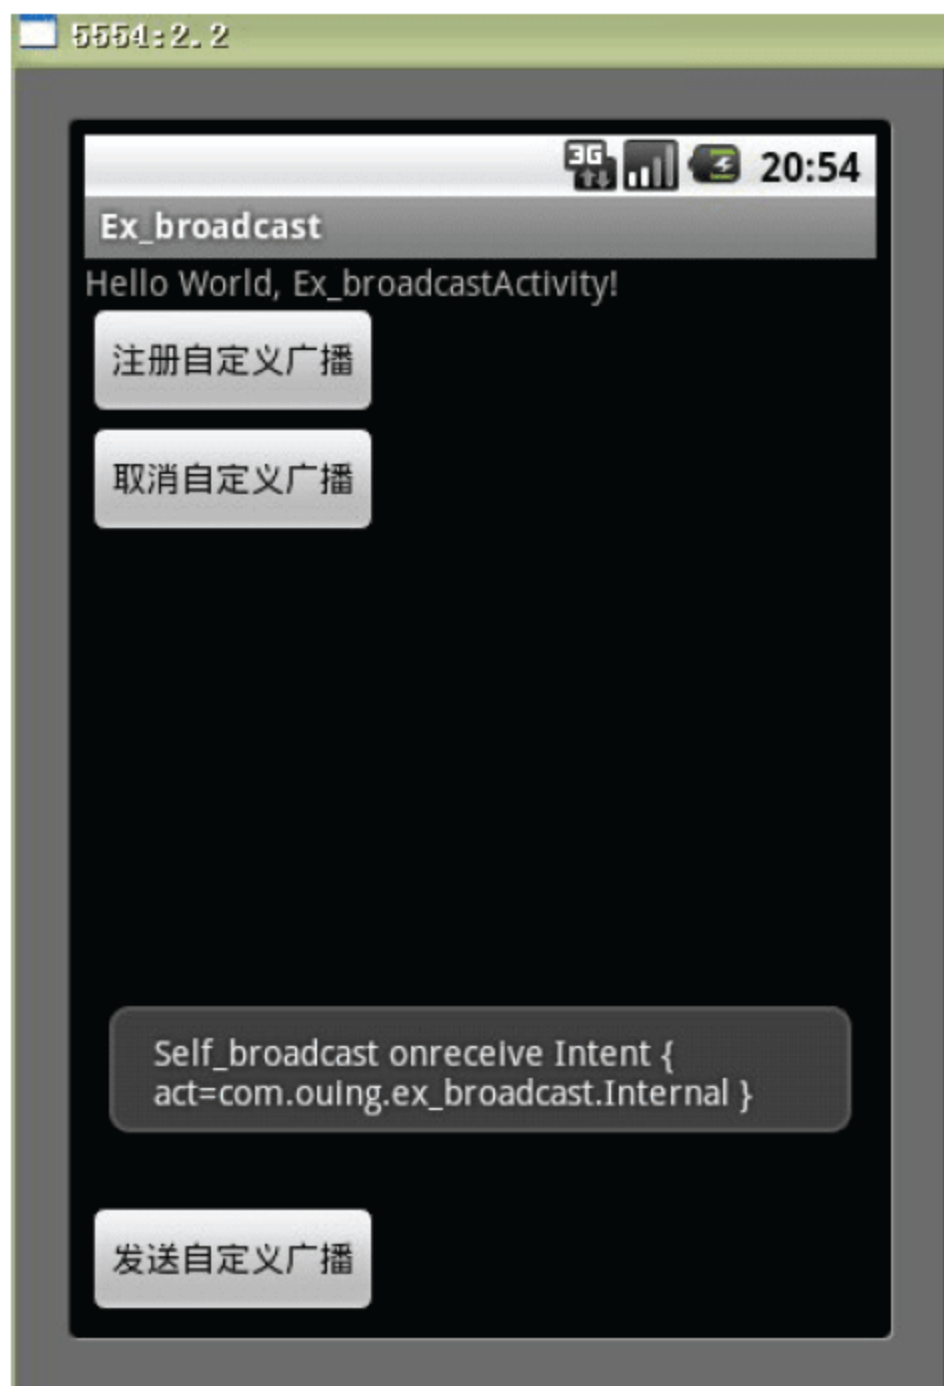 5554:2.2
3G 20:54
Ex_broadcast
Hello World, Ex_broadcastActivity!
注册自定义广播
取消自定义广播
Self_broadcast onreceive Intent {
act=com.ouing.ex_broadcast.Internal }
发送自定义广播